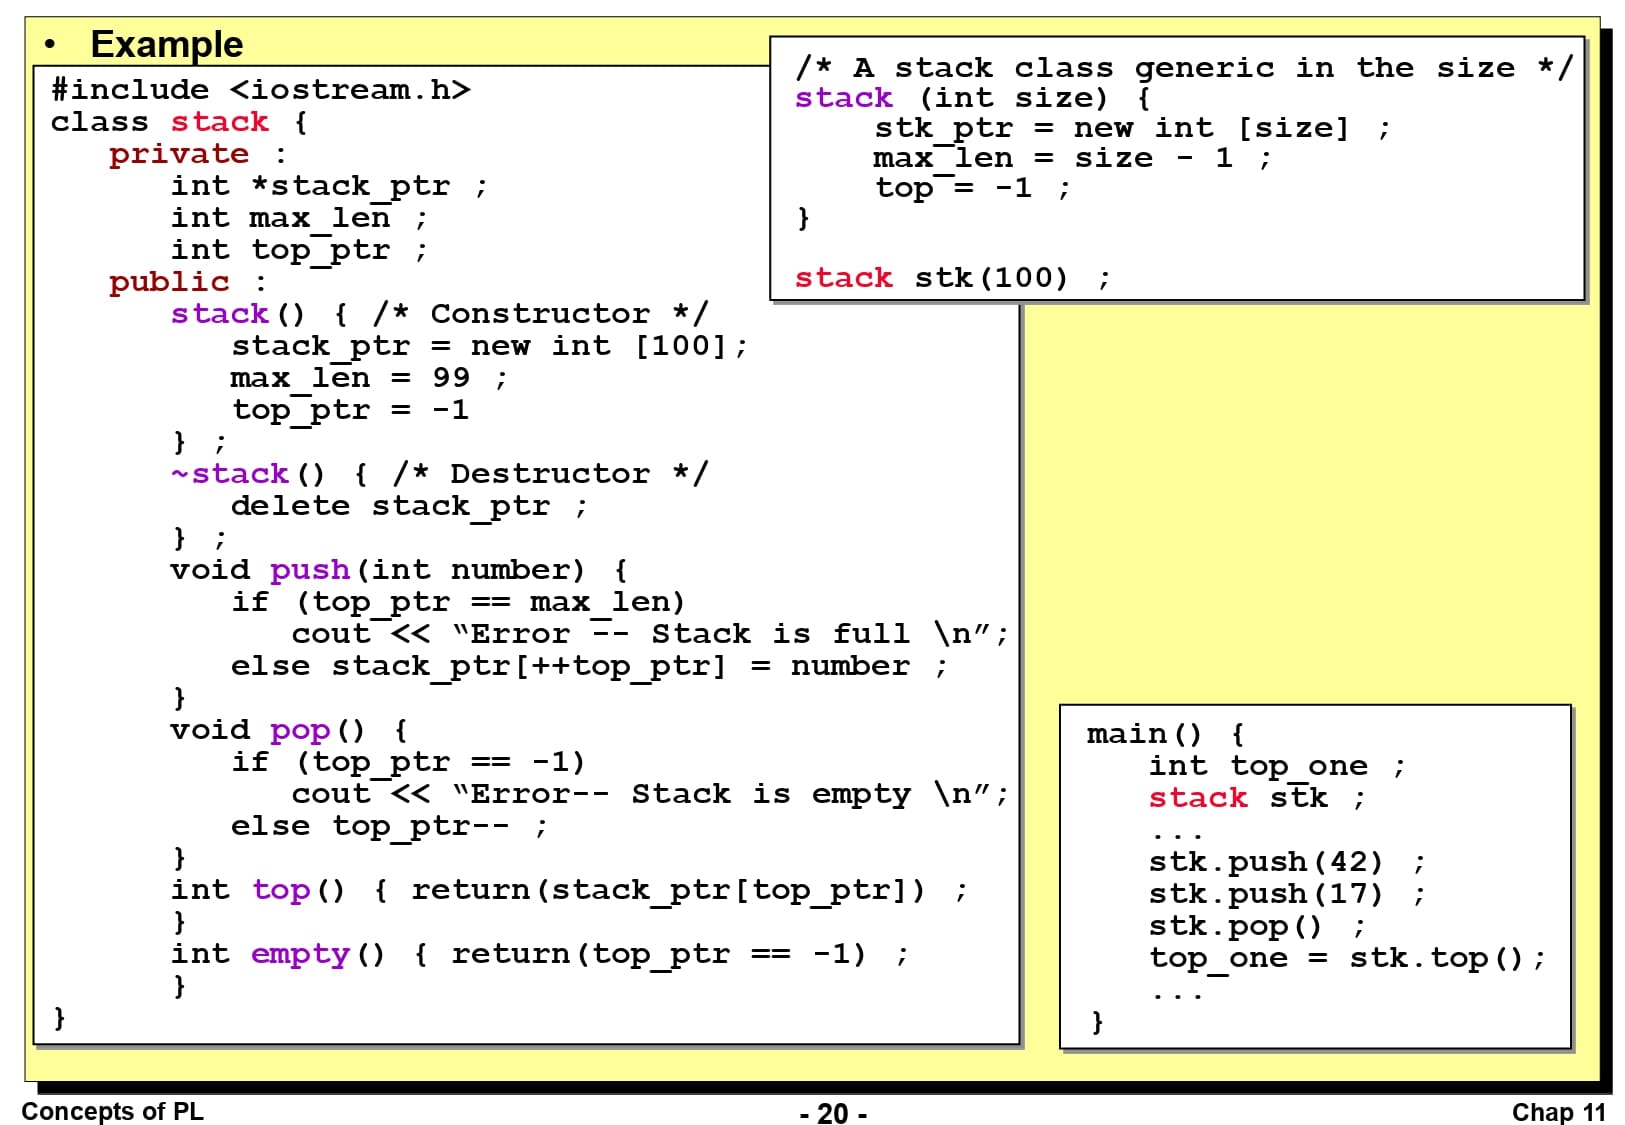 • Example
#include <iostream.h>
class stack {
private :
int *stack_ptr ;
int max_len ;
int top_ptr ;
public :
stack() { /* Constructor */
stack_ptr = new int [100];
max_len = 99 ;
top_ptr = -1
} ;
~stack() { /* Destructor */
delete stack_ptr ;
} ;
void push(int number) {
if (top_ptr == max_len)
cout << “Error -- Stack is full \n”;
else stack_ptr[++top_ptr] = number ;
}
void pop() {
if (top_ptr == -1)
cout << “Error-- Stack is empty \n”;
else top_ptr-- ;
}
int top() { return(stack_ptr[top_ptr]) ;
}
int empty() { return(top_ptr == -1) ;
}
}
/* A stack class generic in the size */
stack (int size) {
stk_ptr = new int [size] ;
max_len = size - 1 ;
top = -1 ;
}
stack stk(100) ;
main() {
int top_one ;
stack stk ;
...
stk.push(42) ;
stk.push(17) ;
stk.pop() ;
top_one = stk.top();
...
}
Concepts of PL
- 20 -
Chap 11